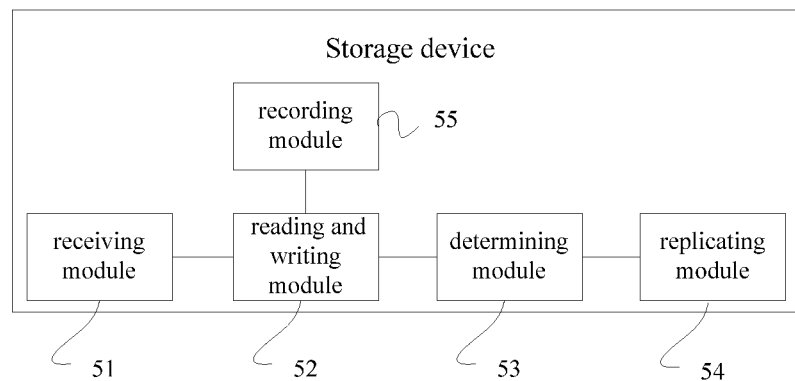 Storage device
recording
module
55
receiving
module
reading and
writing
module
determining
module
replicating
module
51
52
53
54